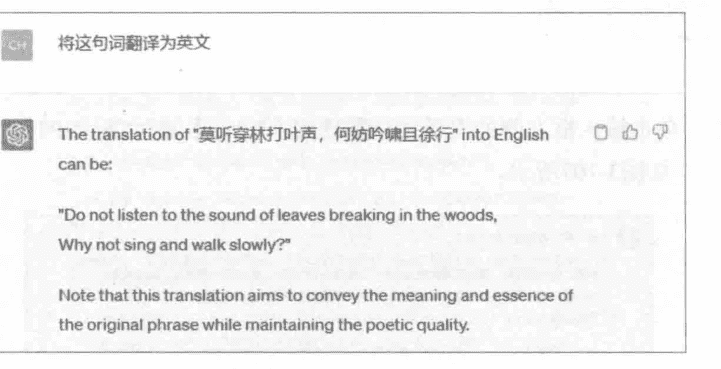 CH
将这句词翻译为英文
The translation of "莫听穿林打叶声，何妨吟啸且徐行" into English
can be:
"Do not listen to the sound of leaves breaking in the woods,
Why not sing and walk slowly?"
Note that this translation aims to convey the meaning and essence of
the original phrase while maintaining the poetic quality.